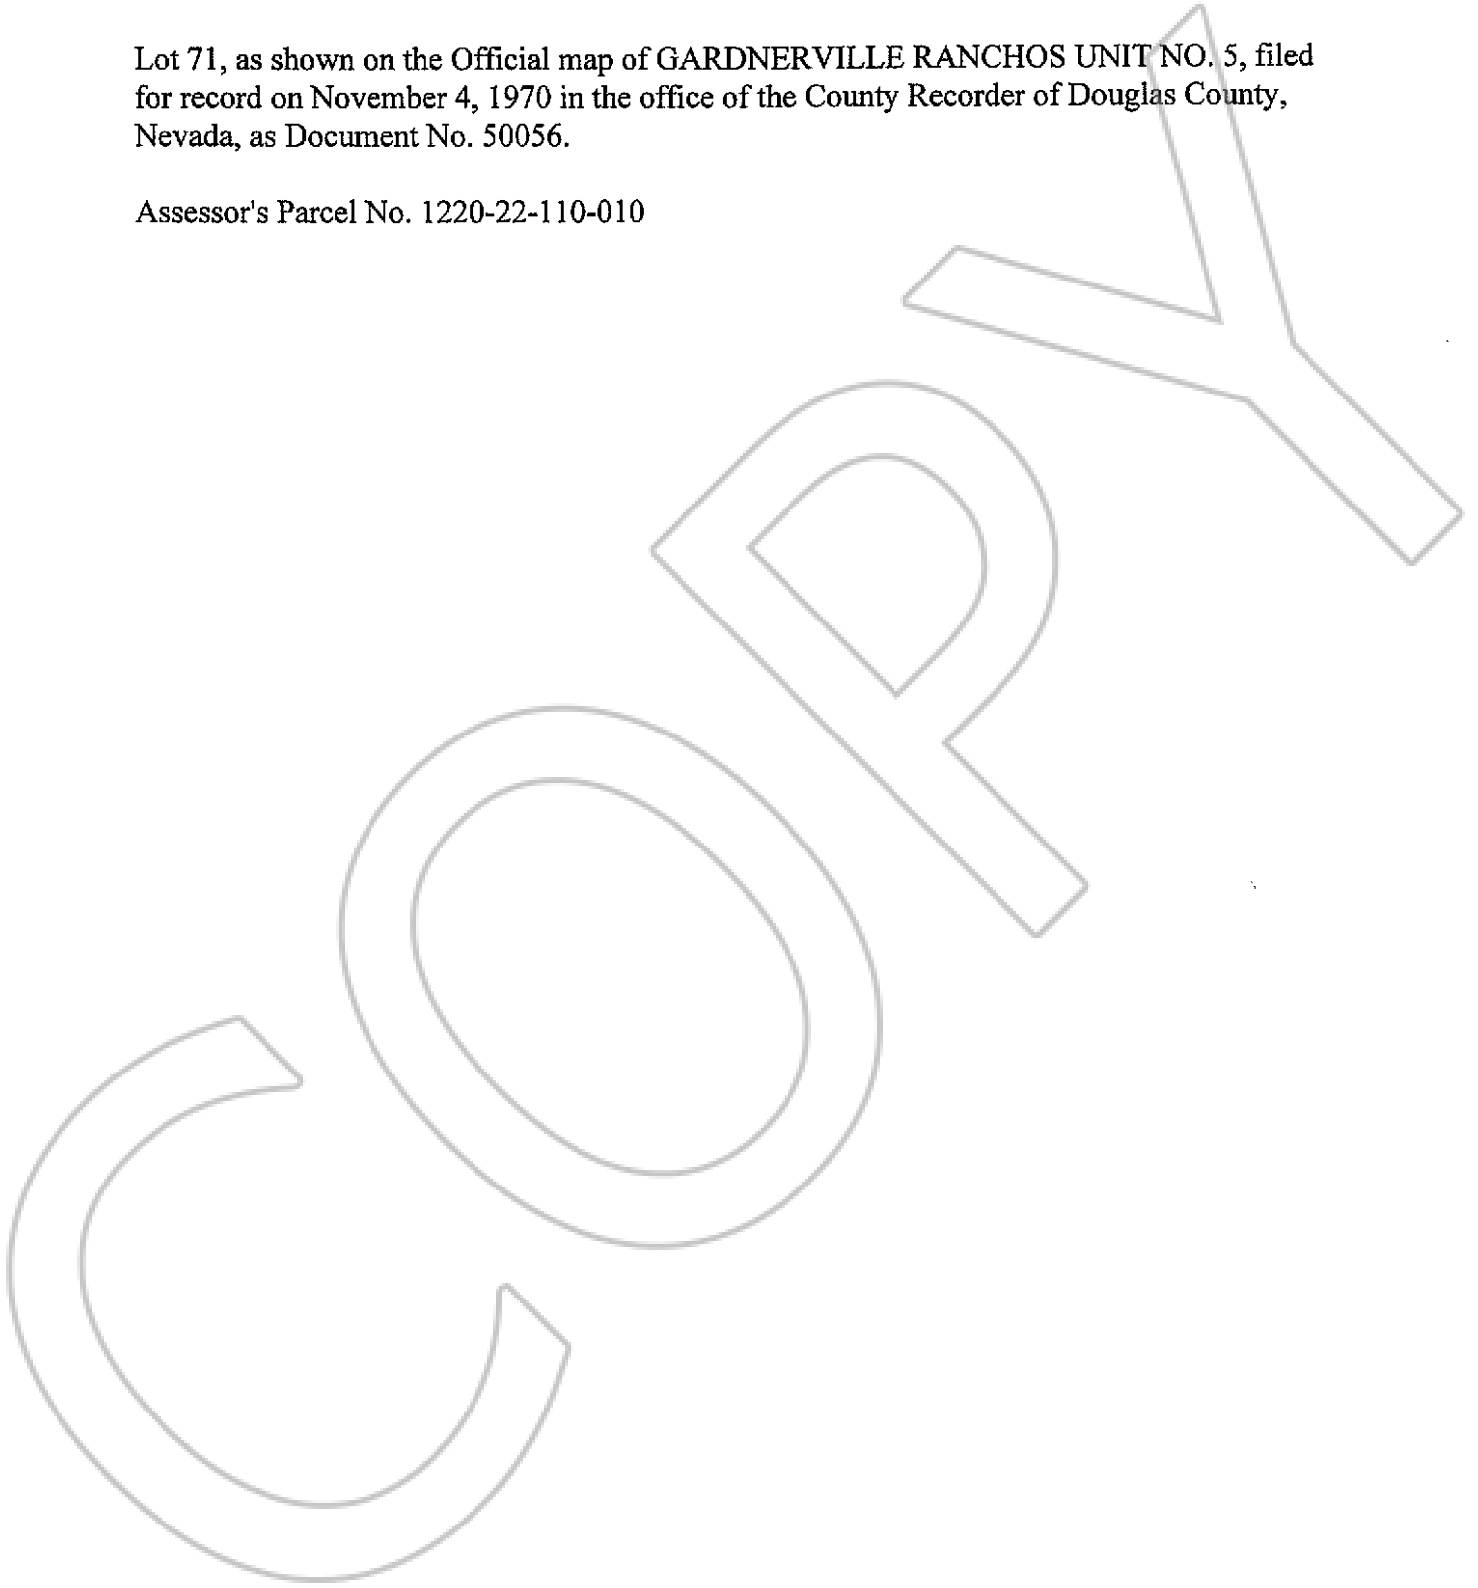 Lot 71, as shown on the Official map of GARDNERVILLE RANCHOS UNIT NO. 5, filed
for record on November 4, 1970 in the office of the County Recorder of Douglas County,
Nevada, as Document No. 50056.
Assessor's Parcel No. 1220-22-110-010
COPY